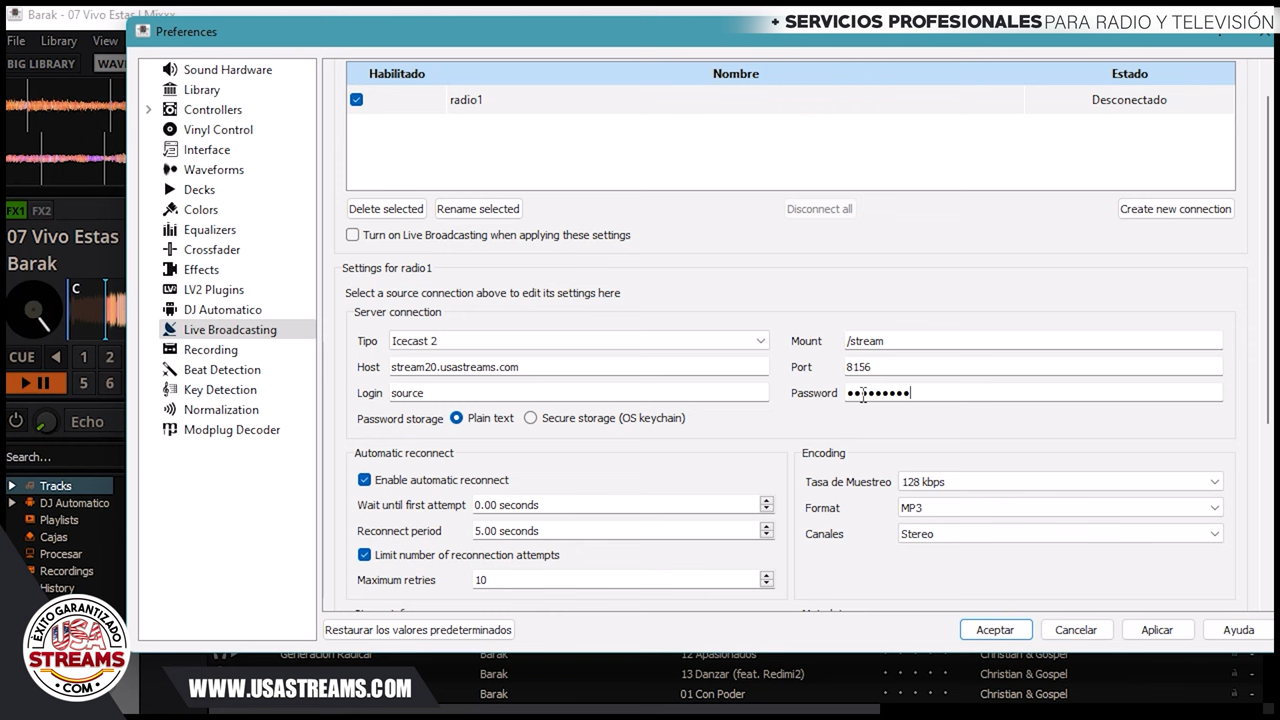 Barak - 07 Vivo Estas | Mixxx
+ SERVICIOS PROFESIONALES PARA RADIO Y TELEVISIÓN
Preferences
File Library View
BIG LIBRARY
FX1 FX2
07 Vivo Estas
Barak
C
CUE 1 2
3 4
Echo
Search...
Tracks
DJ Automatico
Playlists
Cajas
Procesar
Recordings
History
Sound Hardware
Library
Controllers
Vinyl Control
Interface
Waveforms
Decks
Colors
Equalizers
Crossfader
Effects
LV2 Plugins
DJ Automatico
Live Broadcasting
Recording
Beat Detection
Key Detection
Normalization
Modplug Decoder
Habilitado Nombre Estado
radio1 Desconectado
Delete selected Rename selected Disconnect all Create new connection
Turn on Live Broadcasting when applying these settings
Settings for radio1
Select a source connection above to edit its settings here
Server connection
Tipo Icecast 2 Mount /stream
Host stream20.usastreams.com Port 8156
Login source Password ●●●●●●●●●
Password storage Plain text Secure storage (OS keychain)
Automatic reconnect
Enable automatic reconnect
Wait until first attempt 0.00 seconds
Reconnect period 5.00 seconds
Limit number of reconnection attempts
Maximum retries 10
Encoding
Tasa de Muestreo 128 kbps
Format MP3
Canales Stereo
Restaurar los valores predeterminados Aceptar Cancelar Aplicar Ayuda
Generacion Radical Barak 12 Apasionados Christian & Gospel
Barak 13 Danzar (feat. Redimi2) Christian & Gospel
Barak 01 Con Poder Christian & Gospel
ÉXITO GARANTIZADO
USA
STREAMS
.COM
WWW.USASTREAMS.COM